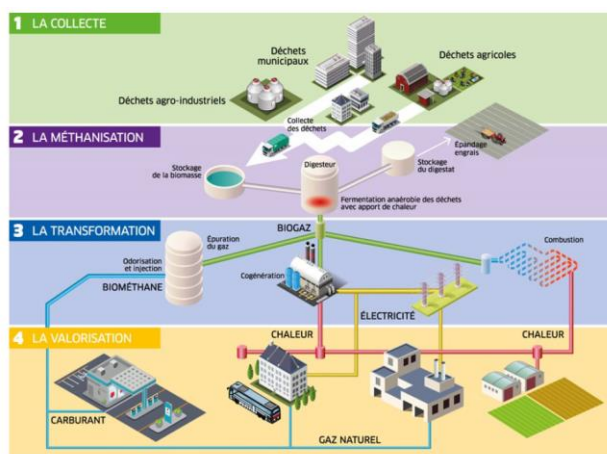 1 LA COLLECTE
Déchets
municipaux
Déchets agricoles
Déchets agro-industriels
Collecte
des déchets
2 LA MÉTHANISATION
Stockage
de la biomasse
Digesteur
Stockage
du digestat
Épandage
engrais
Fermentation anaérobie des déchets
avec apport de chaleur
3 LA TRANSFORMATION
BIOGAZ
Épuration
du gaz
Odorisation
et injection
BIOMÉTHANE
Cogénération
Combustion
ÉLECTRICITÉ
4 LA VALORISATION
CHALEUR
CHALEUR
CARBURANT
GAZ NATUREL